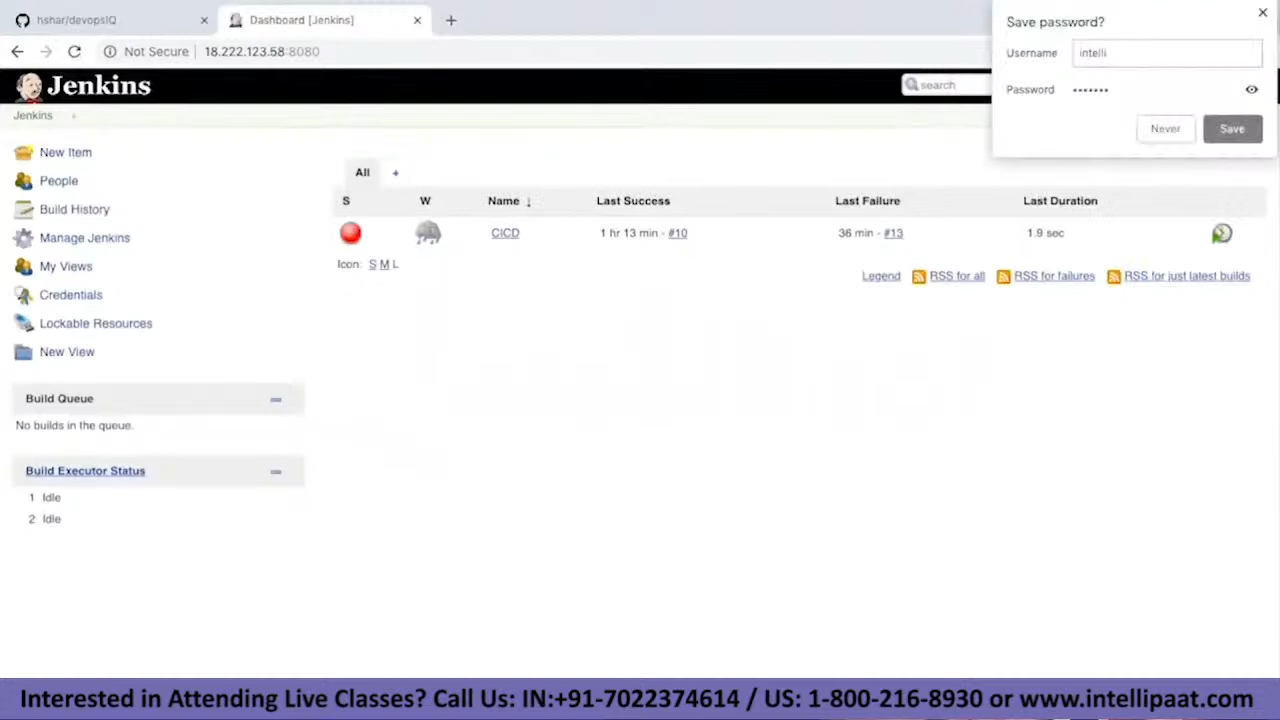 hshar/devopsIQ
Dashboard [Jenkins]
Not Secure
18.222.123.58:8080
Save password?
Username
intelli
Password
•••••••
Never
Save
Jenkins
search
Jenkins
New Item
People
Build History
Manage Jenkins
My Views
Credentials
Lockable Resources
New View
Build Queue
No builds in the queue.
Build Executor Status
1 Idle
2 Idle
All +
S W Name ↓ Last Success Last Failure Last Duration
CICD 1 hr 13 min - #10 36 min - #13 1.9 sec
Icon: S M L
Legend RSS for all RSS for failures RSS for just latest builds
Interested in Attending Live Classes? Call Us: IN:+91-7022374614 / US: 1-800-216-8930 or www.intellipaat.com